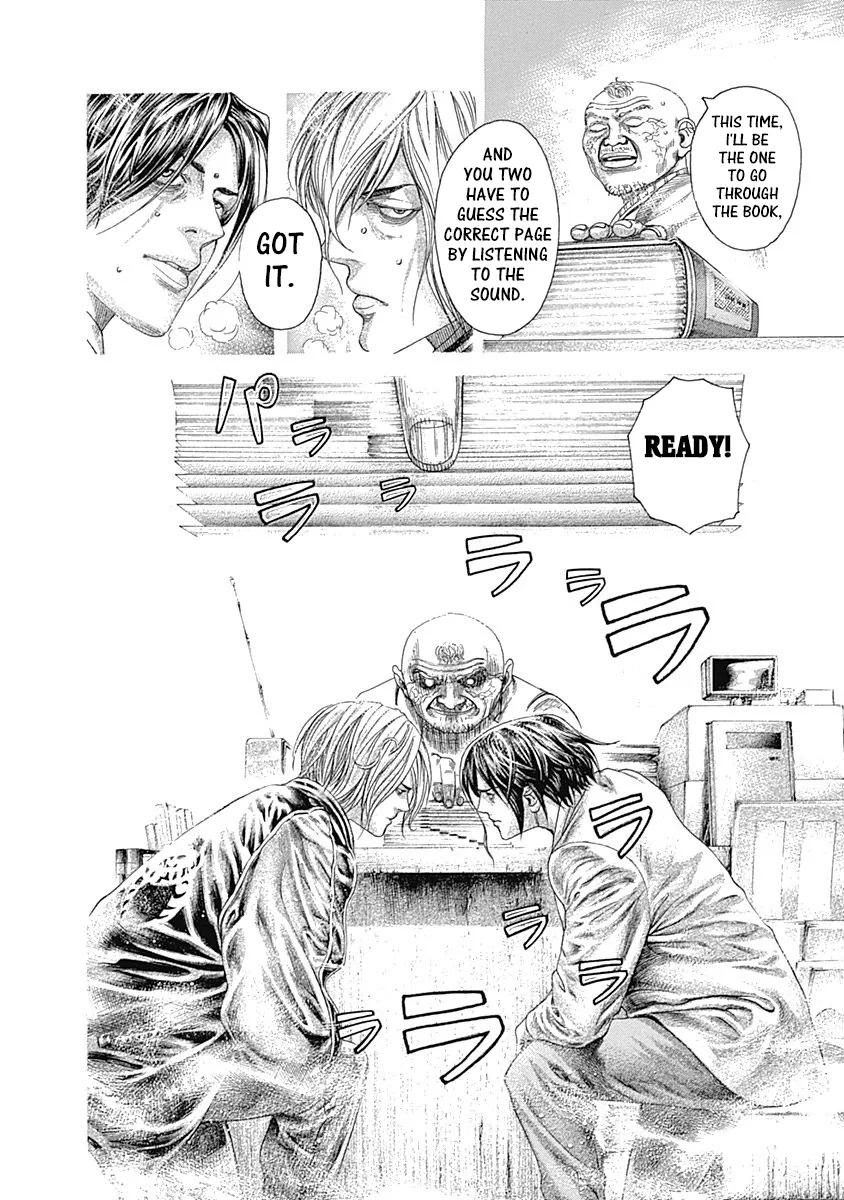 THIS TIME,
I'LL BE
THE ONE
TO GO
THROUGH
THE BOOK,
AND
YOU TWO
HAVE TO
GUESS THE
CORRECT PAGE
BY LISTENING
TO THE
SOUND.
GOT
IT.
READY!
パ
ラ
ラ
ラ
ラ
ラ
ラ
ラ
ラ
ラ
ラ
ラ